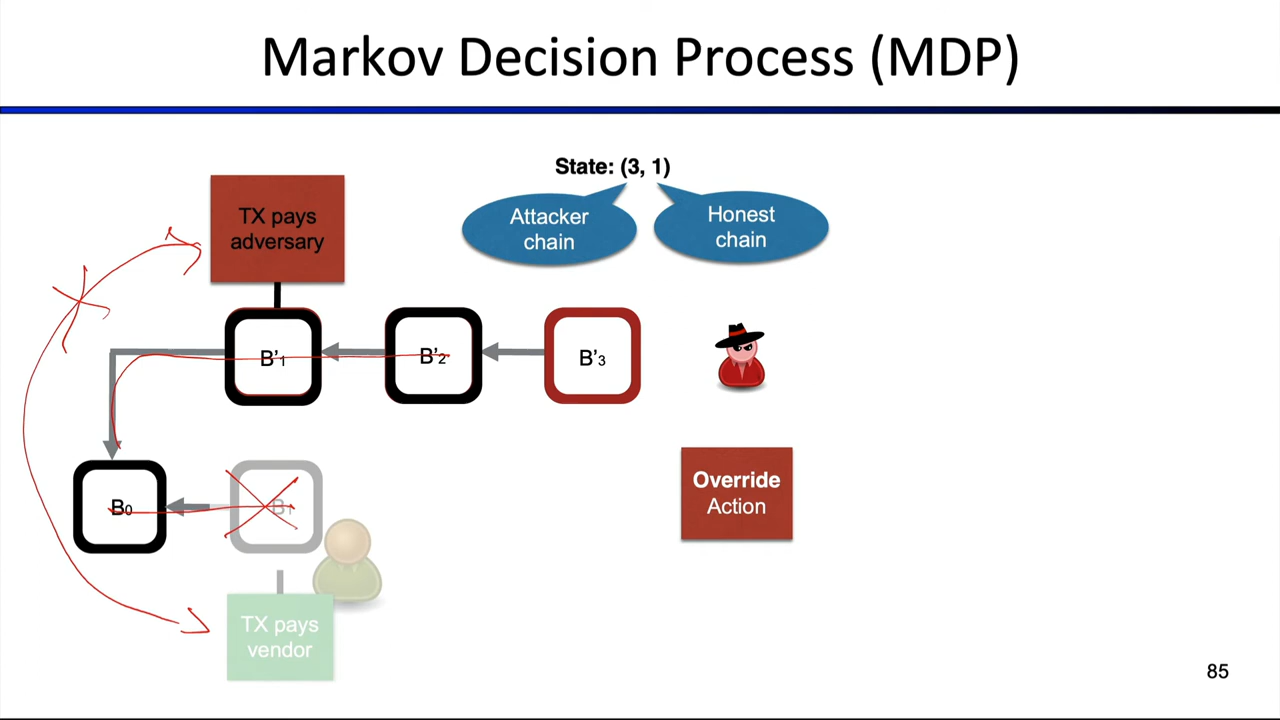 Markov Decision Process (MDP)
State: (3, 1)
TX pays
adversary
Attacker
chain
Honest
chain
B'1
B'2
B'3
B0
B1
Override
Action
TX pays
vendor
85